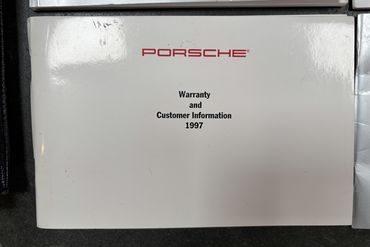 PORSCHE®
Warranty
and
Customer Information
1997